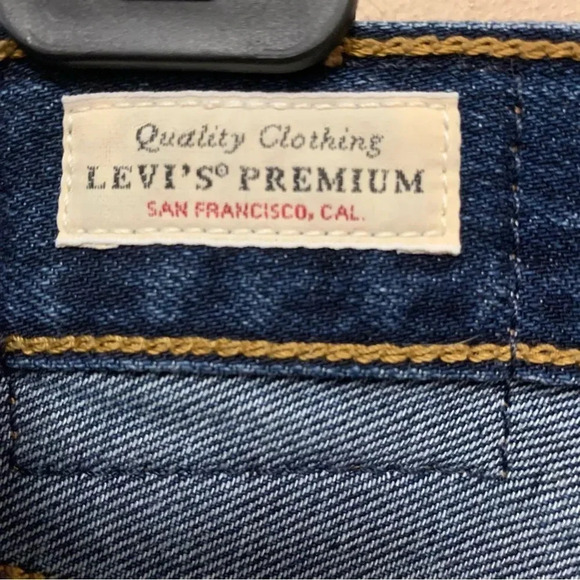 Quality Clothing
LEVI'S® PREMIUM
SAN FRANCISCO, CAL.